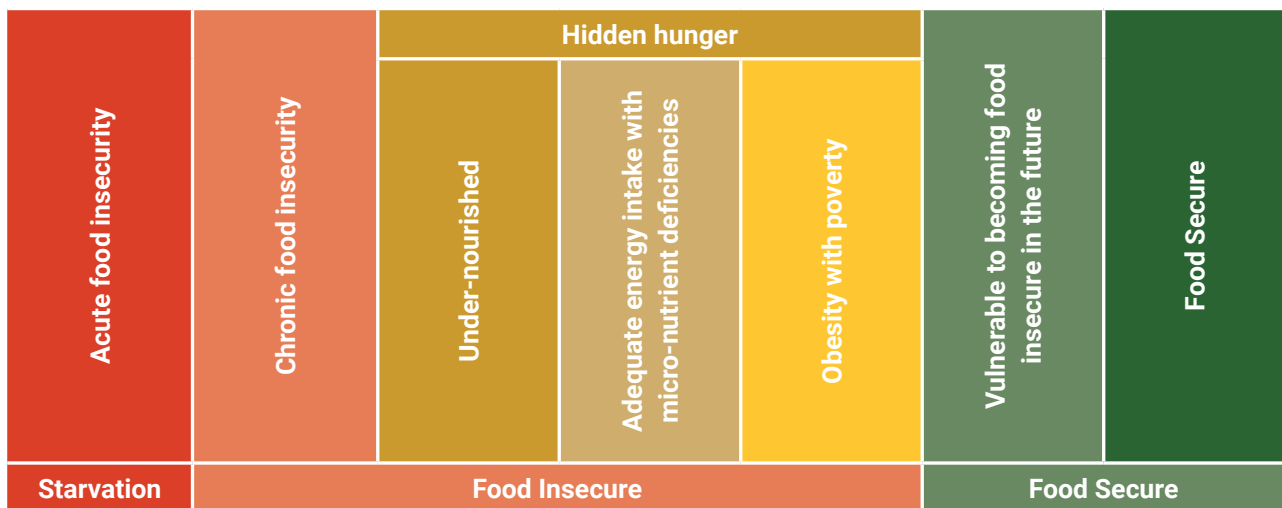 Hidden hunger
Acute food insecurity
Chronic food insecurity
Under-nourished
Adequate energy intake with
micro-nutrient deficiencies
Obesity with poverty
Vulnerable to becoming food
insecure in the future
Food Secure
Starvation
Food Insecure
Food Secure